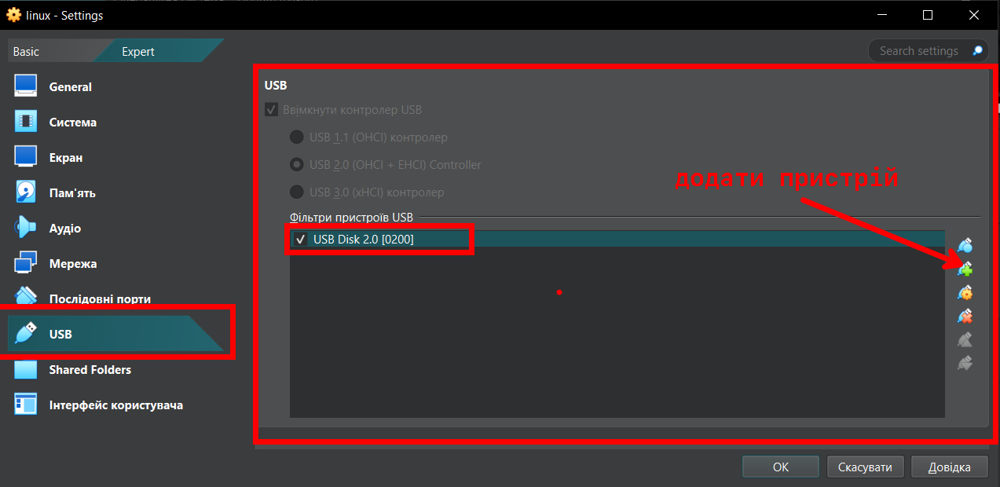 linux - Settings
Basic
Expert
Search settings
General
Система
Екран
Пам'ять
Аудіо
Мережа
Послідовні порти
USB
Shared Folders
Інтерфейс користувача
USB
Ввімкнути контролер USB
USB 1.1 (OHCI) контролер
USB 2.0 (OHCI + EHCI) Controller
USB 3.0 (xHCI) контролер
додати пристрій
Фільтри пристроїв USB
USB Disk 2.0 [0200]
OK
Скасувати
Довідка